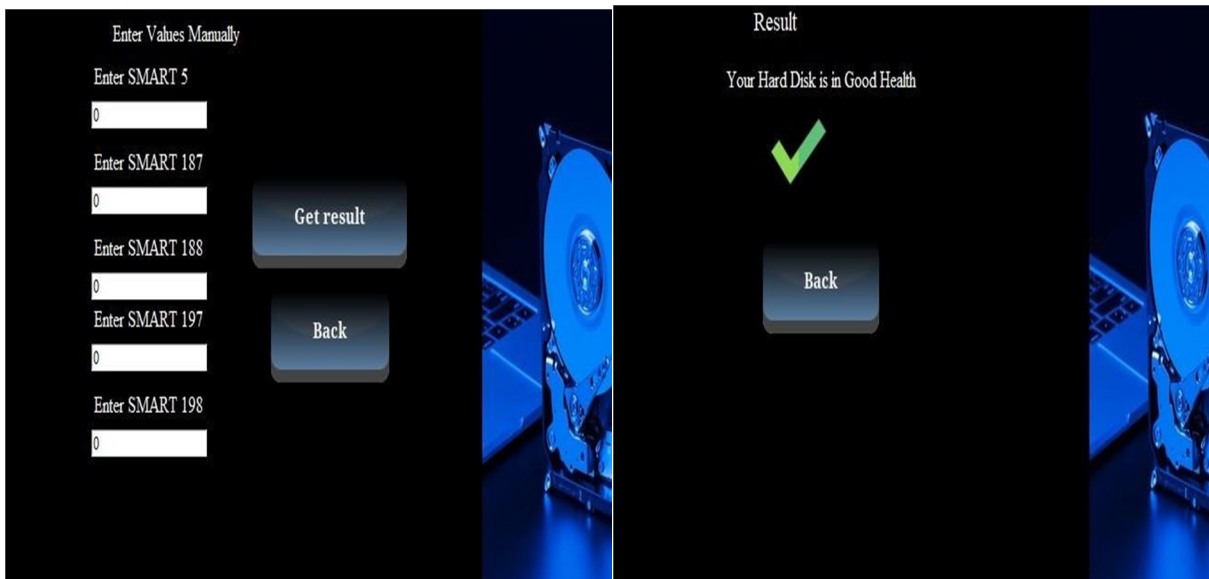 Enter Values Manually
Enter SMART 5
0
Enter SMART 187
0
Get result
Enter SMART 188
0
Enter SMART 197
Back
0
Enter SMART 198
0
Result
Your Hard Disk is in Good Health
Back